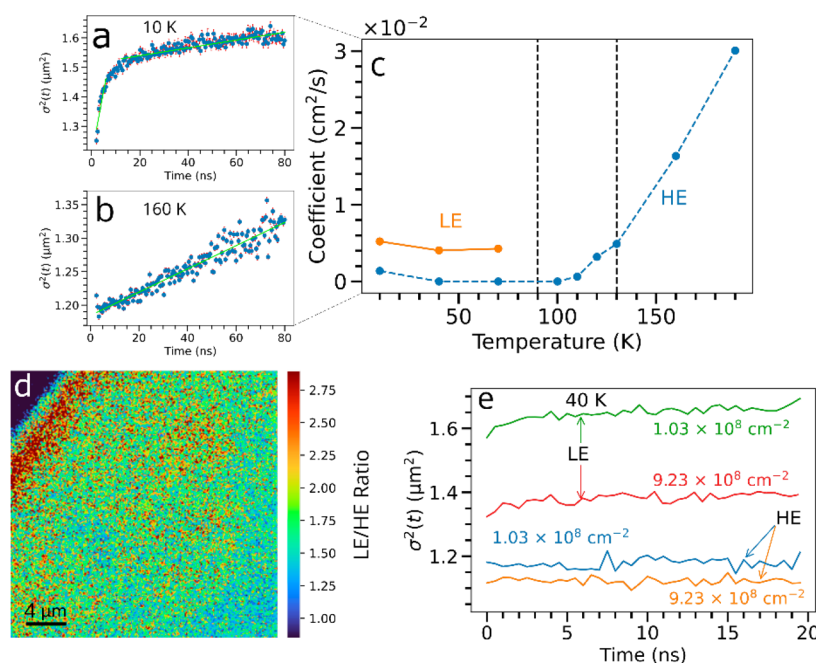 a
10 K
1.6
1.5
1.4
1.3
σ²(t) (μm²)
0
20
40
60
80
Time (ns)
b
160 K
1.35
1.30
1.25
1.20
σ²(t) (μm²)
0
20
40
60
80
Time (ns)
×10⁻²
c
3
2
1
0
Coefficient (cm²/s)
LE
HE
50
100
150
Temperature (K)
d
4 μm
2.75
2.50
2.25
2.00
1.75
1.50
1.25
1.00
LE/HE Ratio
e
40 K
1.6
1.4
1.2
σ²(t) (μm²)
1.03 × 10⁸ cm⁻²
LE
9.23 × 10⁸ cm⁻²
HE
1.03 × 10⁸ cm⁻²
9.23 × 10⁸ cm⁻²
0
5
10
15
20
Time (ns)